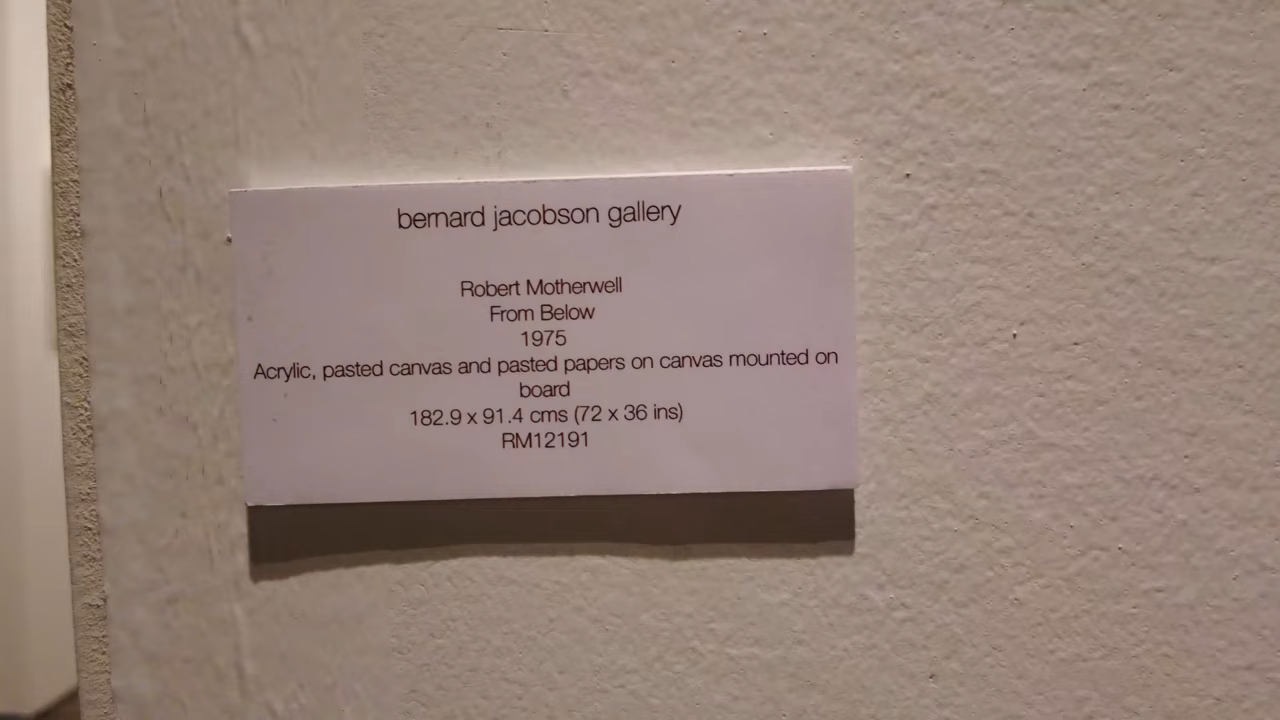 bernard jacobson gallery
Robert Motherwell
From Below
1975
Acrylic, pasted canvas and pasted papers on canvas mounted on
board
182.9 x 91.4 cms (72 x 36 ins)
RM12191